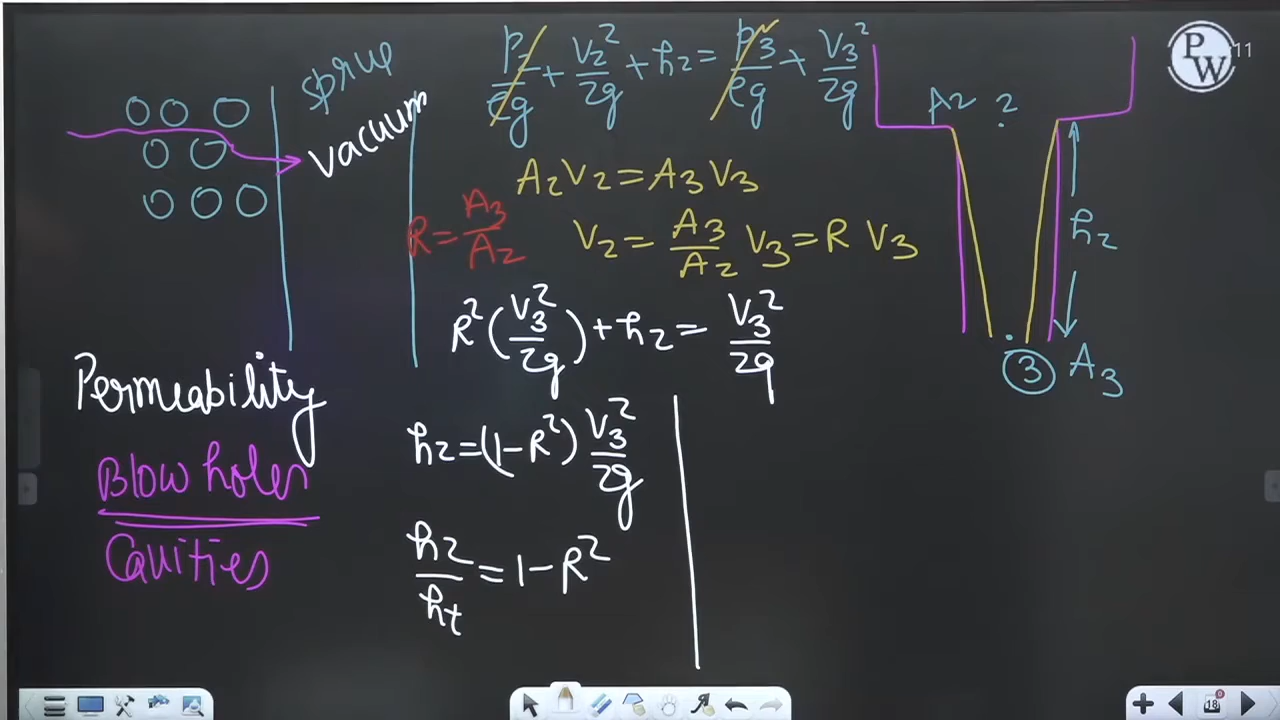 sprue
vacuum
P/ρg + V2²/2g + h2 = P3/ρg + V3²/2g
A2V2 = A3V3
R = A3/A2
V2 = A3/A2 V3 = R V3
R²(V3²/2g) + h2 = V3²/2g
h2 = (1-R²) V3²/2g
h2/ht = 1-R²
Permeability
Blow holes
Cavities
A2 ?
h2
3 A3
PW
11
18